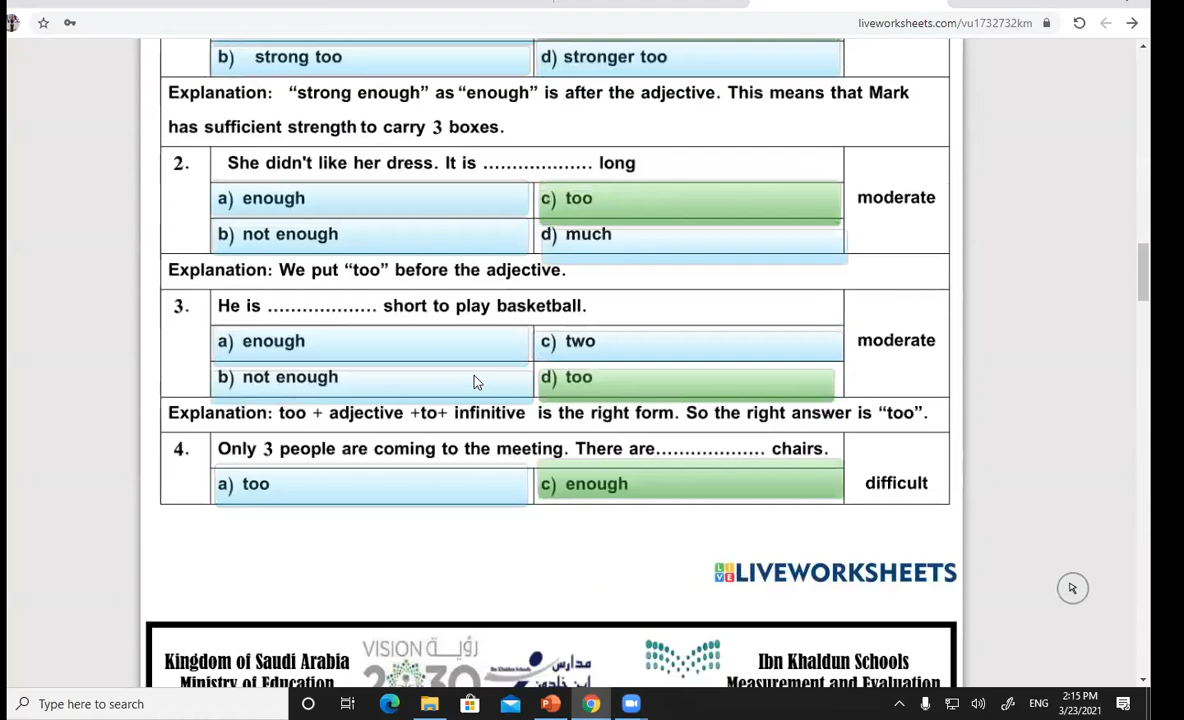 liveworksheets.com/vu1732732km
b) strong too
d) stronger too
Explanation: “strong enough” as “enough” is after the adjective. This means that Mark
has sufficient strength to carry 3 boxes.
2. She didn't like her dress. It is ................... long
a) enough
c) too
moderate
b) not enough
d) much
Explanation: We put “too” before the adjective.
3. He is ................... short to play basketball.
a) enough
c) two
moderate
b) not enough
d) too
Explanation: too + adjective +to+ infinitive is the right form. So the right answer is “too”.
4. Only 3 people are coming to the meeting. There are................... chairs.
a) too
c) enough
difficult
LIVEWORKSHEETS
Kingdom of Saudi Arabia
VISION رؤية
مدارس
Ibn Khaldun Schools
Ministry of Education
2030
ابن خلدون
Measurement and Evaluation
Type here to search
ENG
2:15 PM
3/23/2021